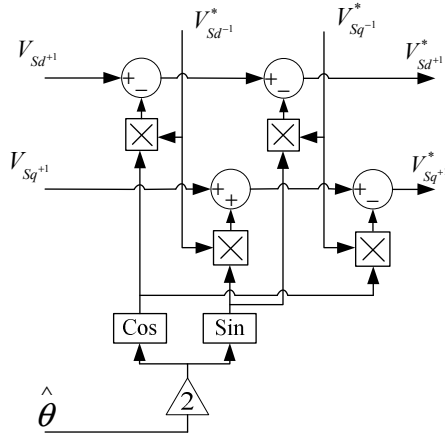 V*Sd-1 V*Sq-1
VSd+1 + − + − V*Sd+1
× ×
VSq+1 + + + − V*Sq+
× ×
Cos Sin
2
θ̂